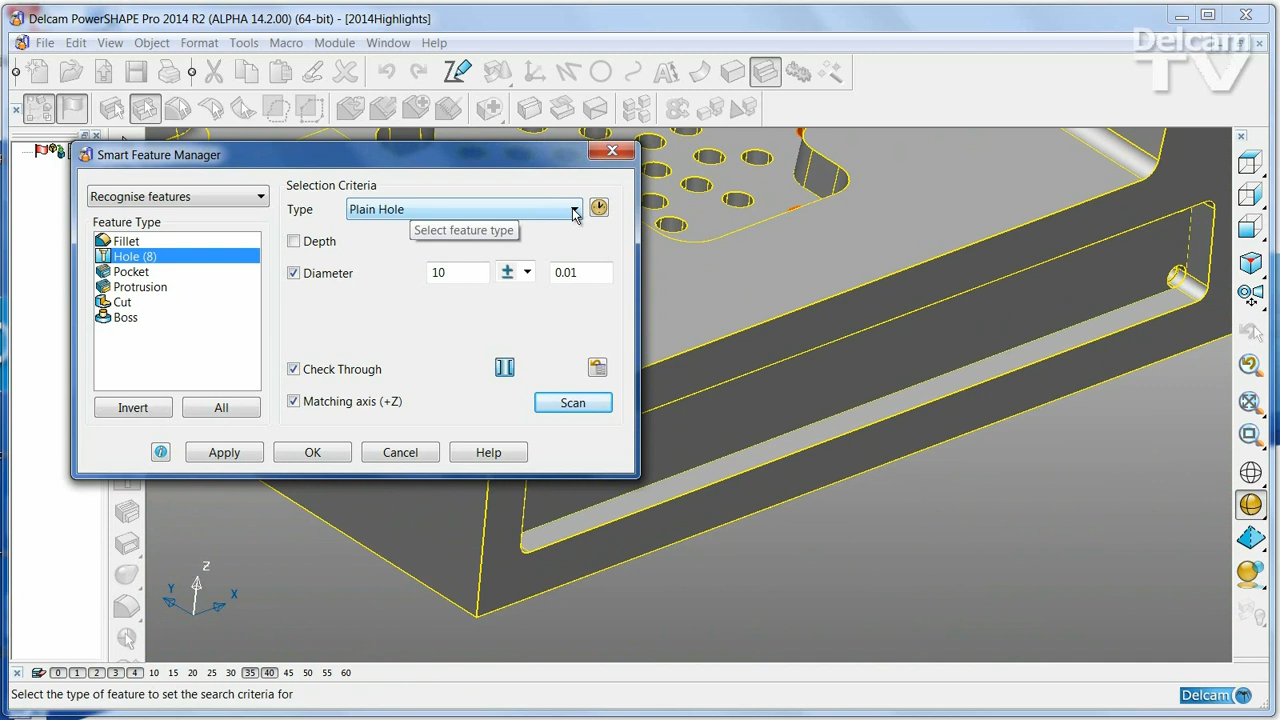 Delcam PowerSHAPE Pro 2014 R2 (ALPHA 14.2.00) (64-bit) - [2014Highlights]
File Edit View Object Format Tools Macro Module Window Help
Delcam
TV
Smart Feature Manager
Recognise features
Feature Type
Fillet
Hole (8)
Pocket
Protrusion
Cut
Boss
Invert All
Selection Criteria
Type Plain Hole
Select feature type
Depth
Diameter 10 ± 0.01
Check Through
Matching axis (+Z)
Scan
Apply OK Cancel Help
Z
Y
X
0 1 2 3 4 10 15 20 25 30 35 40 45 50 55 60
Select the type of feature to set the search criteria for
Delcam